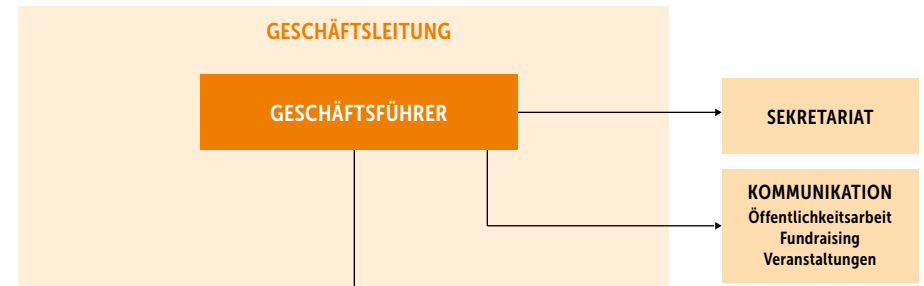 GESCHÄFTSLEITUNG
GESCHÄFTSFÜHRER
SEKRETARIAT
KOMMUNIKATION
Öffentlichkeitsarbeit
Fundraising
Veranstaltungen